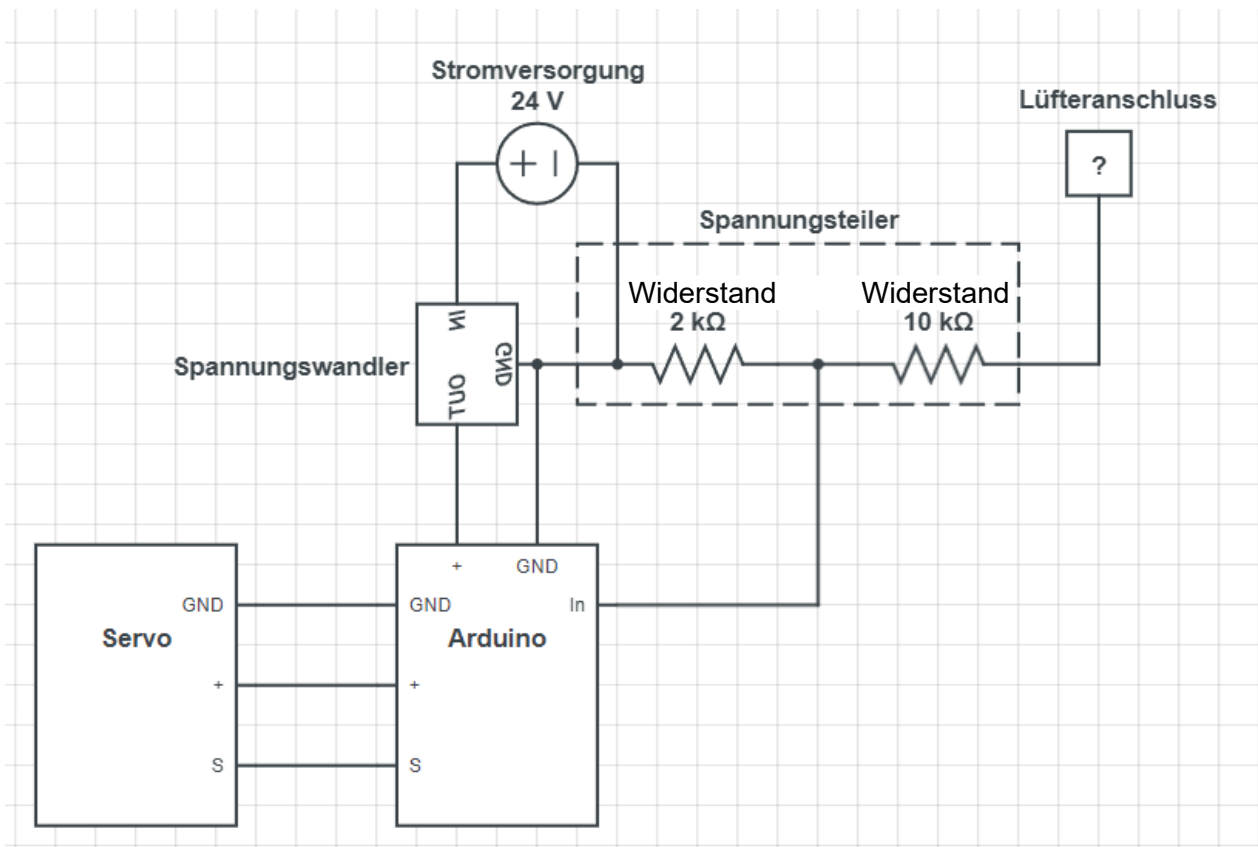 Stromversorgung
24 V
+ |
Lüfteranschluss
?
Spannungsteiler
Widerstand
2 kΩ
Widerstand
10 kΩ
Spannungswandler
IN
GND
OUT
Servo
GND
+
S
Arduino
+
GND
GND
In
+
S